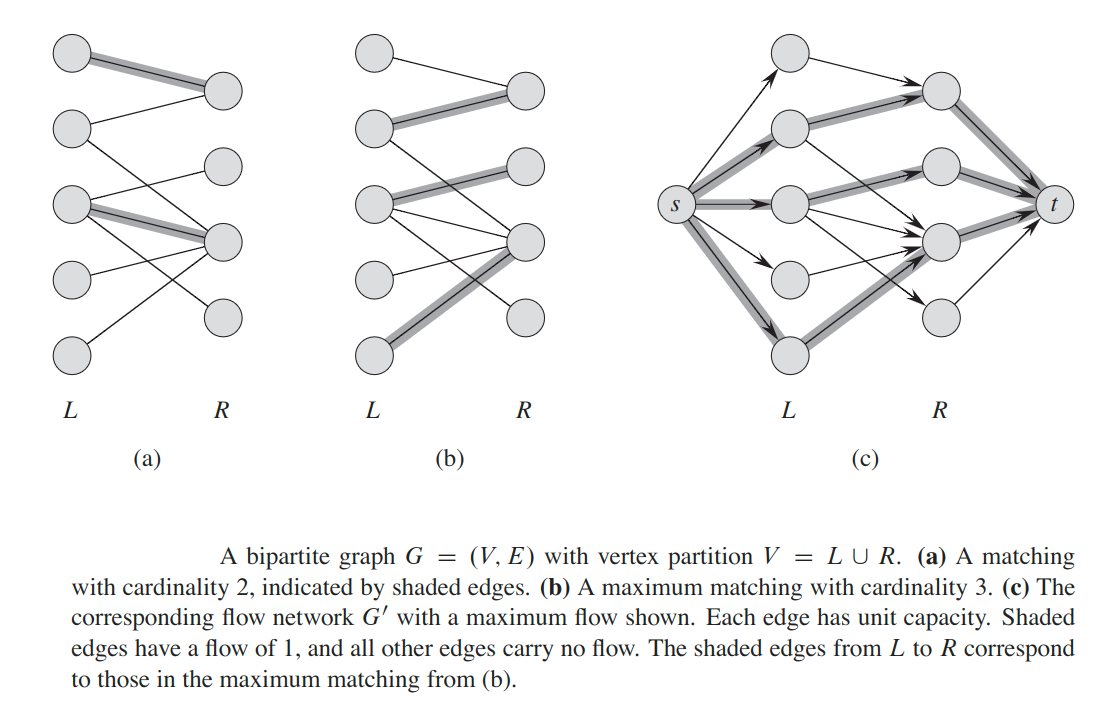 s
t
L
R
L
R
L
R
(a)
(b)
(c)
A bipartite graph G = (V, E) with vertex partition V = L ∪ R. (a) A matching
with cardinality 2, indicated by shaded edges. (b) A maximum matching with cardinality 3. (c) The
corresponding flow network G′ with a maximum flow shown. Each edge has unit capacity. Shaded
edges have a flow of 1, and all other edges carry no flow. The shaded edges from L to R correspond
to those in the maximum matching from (b).